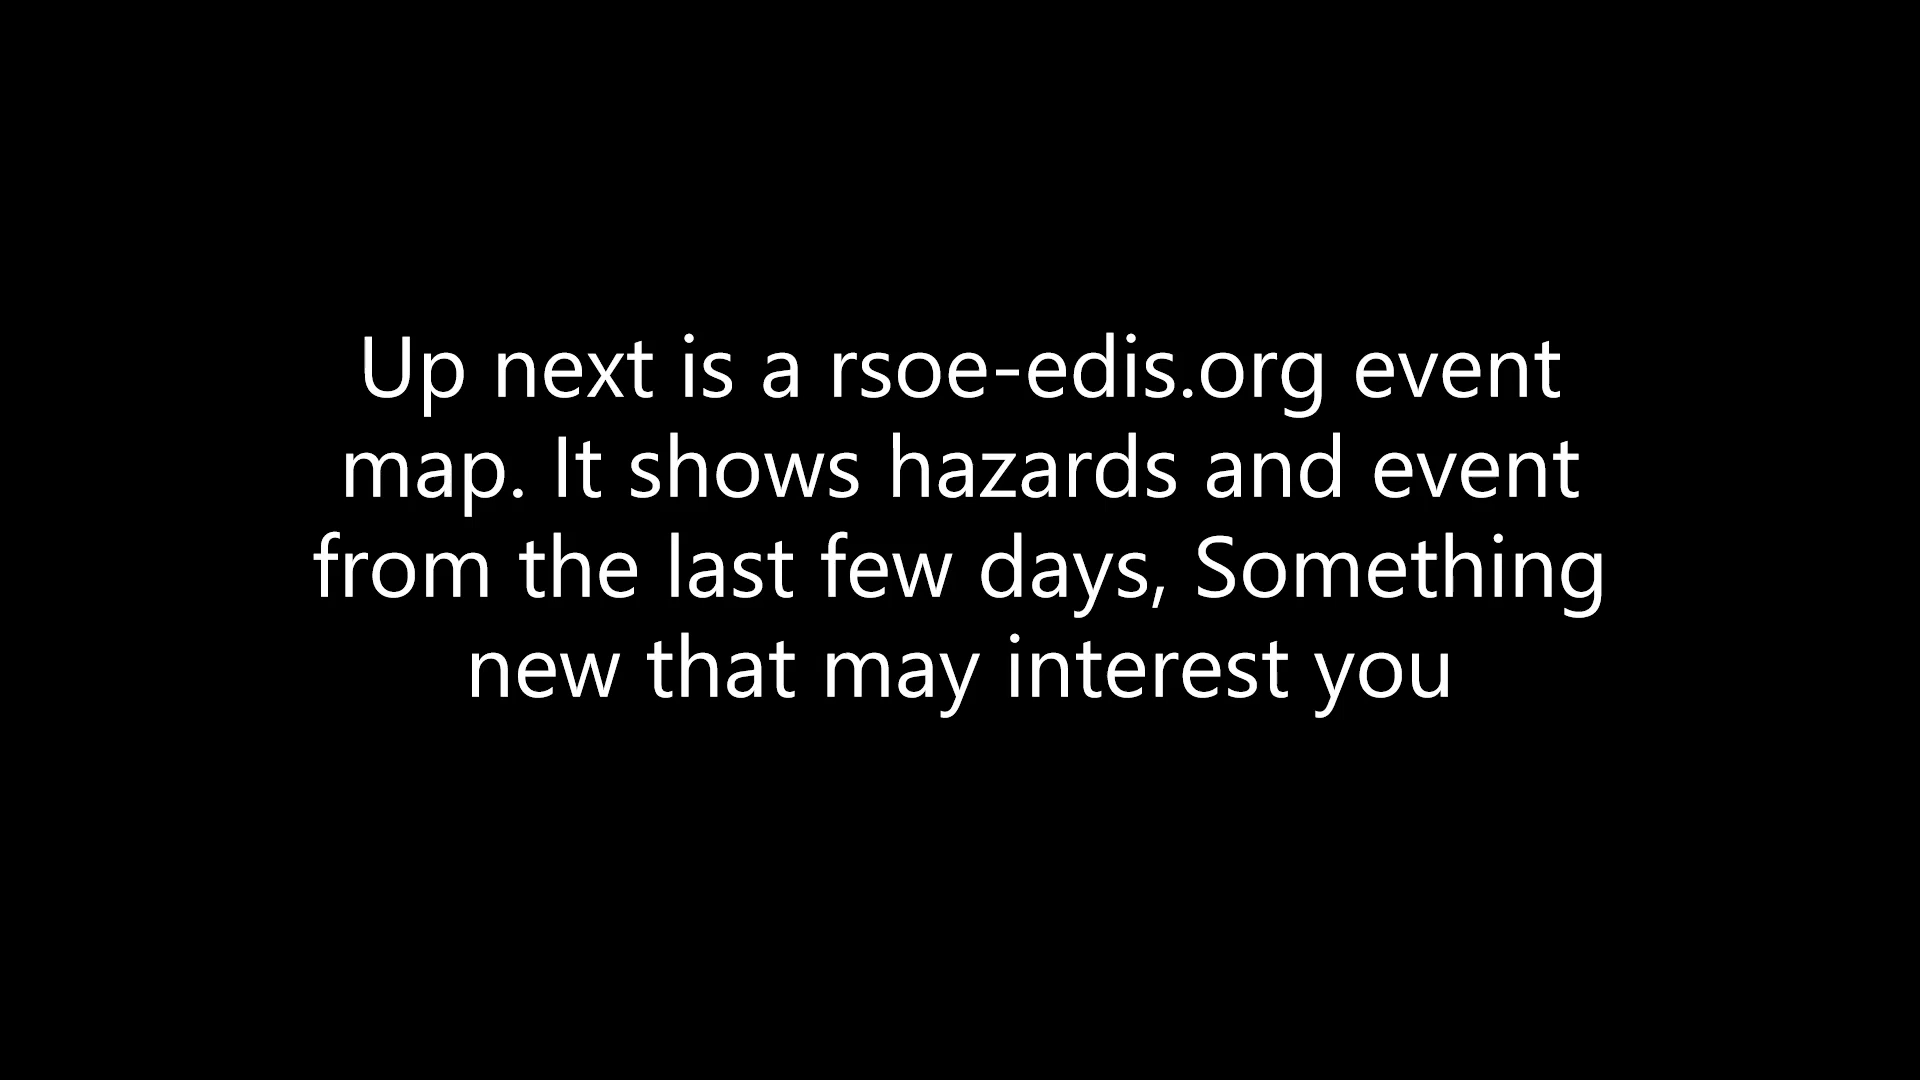 Up next is a rsoe-edis.org event
map. It shows hazards and event
from the last few days, Something
new that may interest you